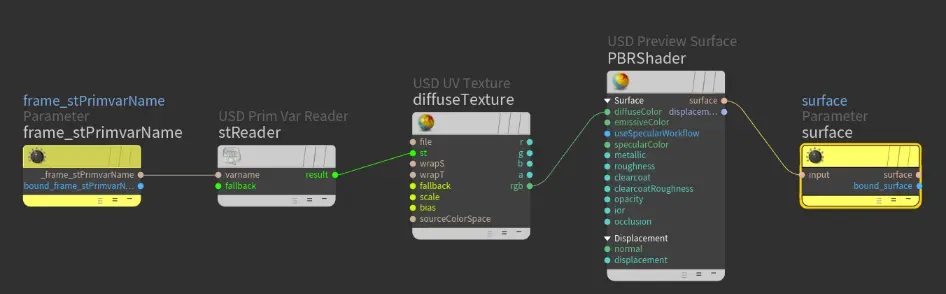 frame_stPrimvarName
Parameter
frame_stPrimvarName
_frame_stPrimvarName
bound_frame_stPrimvarN...
USD Prim Var Reader
stReader
varname
result
fallback
USD UV Texture
diffuseTexture
file
r
st
g
wrapS
b
wrapT
a
fallback
rgb
scale
bias
sourceColorSpace
USD Preview Surface
PBRShader
Surface
surface
diffuseColor
displacem...
emissiveColor
useSpecularWorkflow
specularColor
metallic
roughness
clearcoat
clearcoatRoughness
opacity
ior
occlusion
Displacement
normal
displacement
surface
Parameter
surface
input
surface
bound_surface